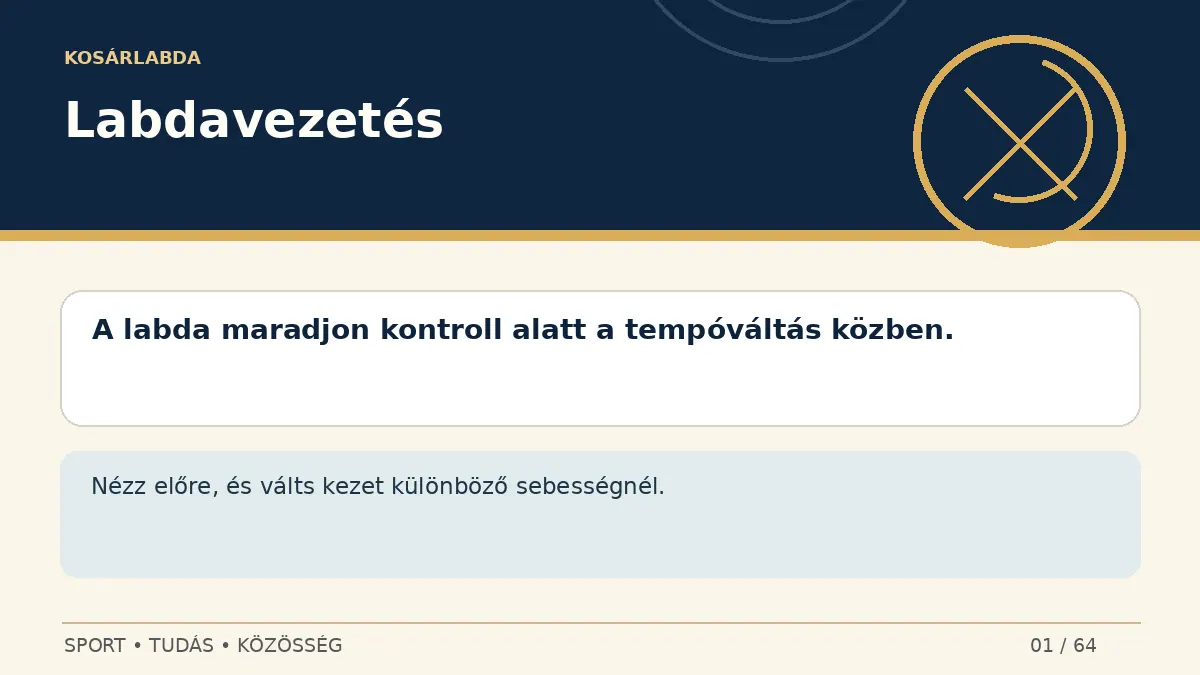 KOSÁRLABDA
Labdavezetés
A labda maradjon kontroll alatt a tempóváltás közben.
Nézz előre, és válts kezet különböző sebességnél.
SPORT • TUDÁS • KÖZÖSSÉG
01 / 64